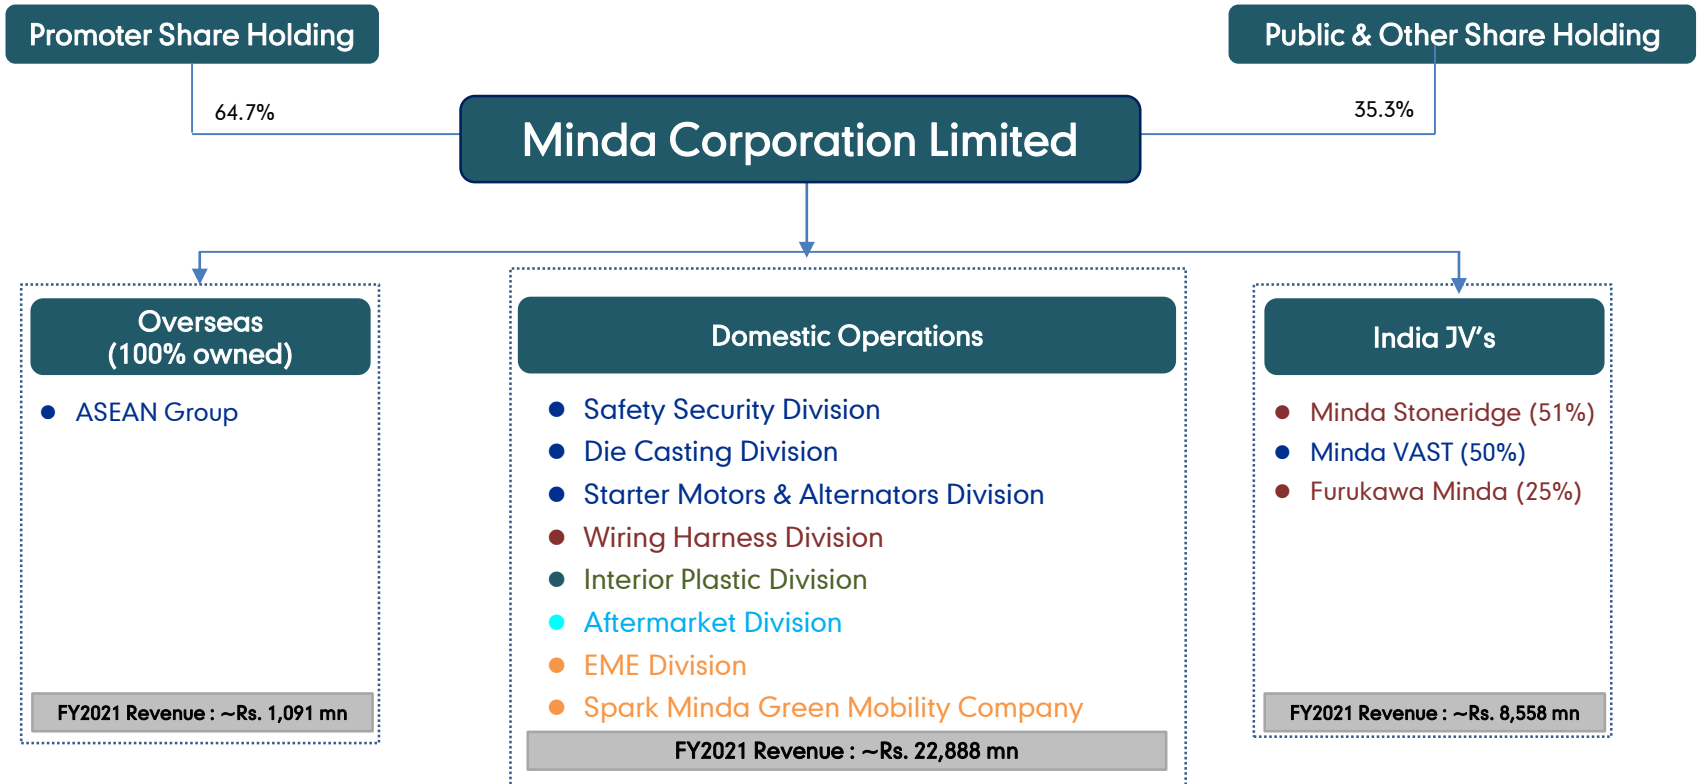 Promoter Share Holding
Public & Other Share Holding
64.7%
35.3%
Minda Corporation Limited
Overseas
(100% owned)
ASEAN Group
FY2021 Revenue : ~Rs. 1,091 mn
Domestic Operations
Safety Security Division
Die Casting Division
Starter Motors & Alternators Division
Wiring Harness Division
Interior Plastic Division
Aftermarket Division
EME Division
Spark Minda Green Mobility Company
FY2021 Revenue : ~Rs. 22,888 mn
India JV's
Minda Stoneridge (51%)
Minda VAST (50%)
Furukawa Minda (25%)
FY2021 Revenue : ~Rs. 8,558 mn